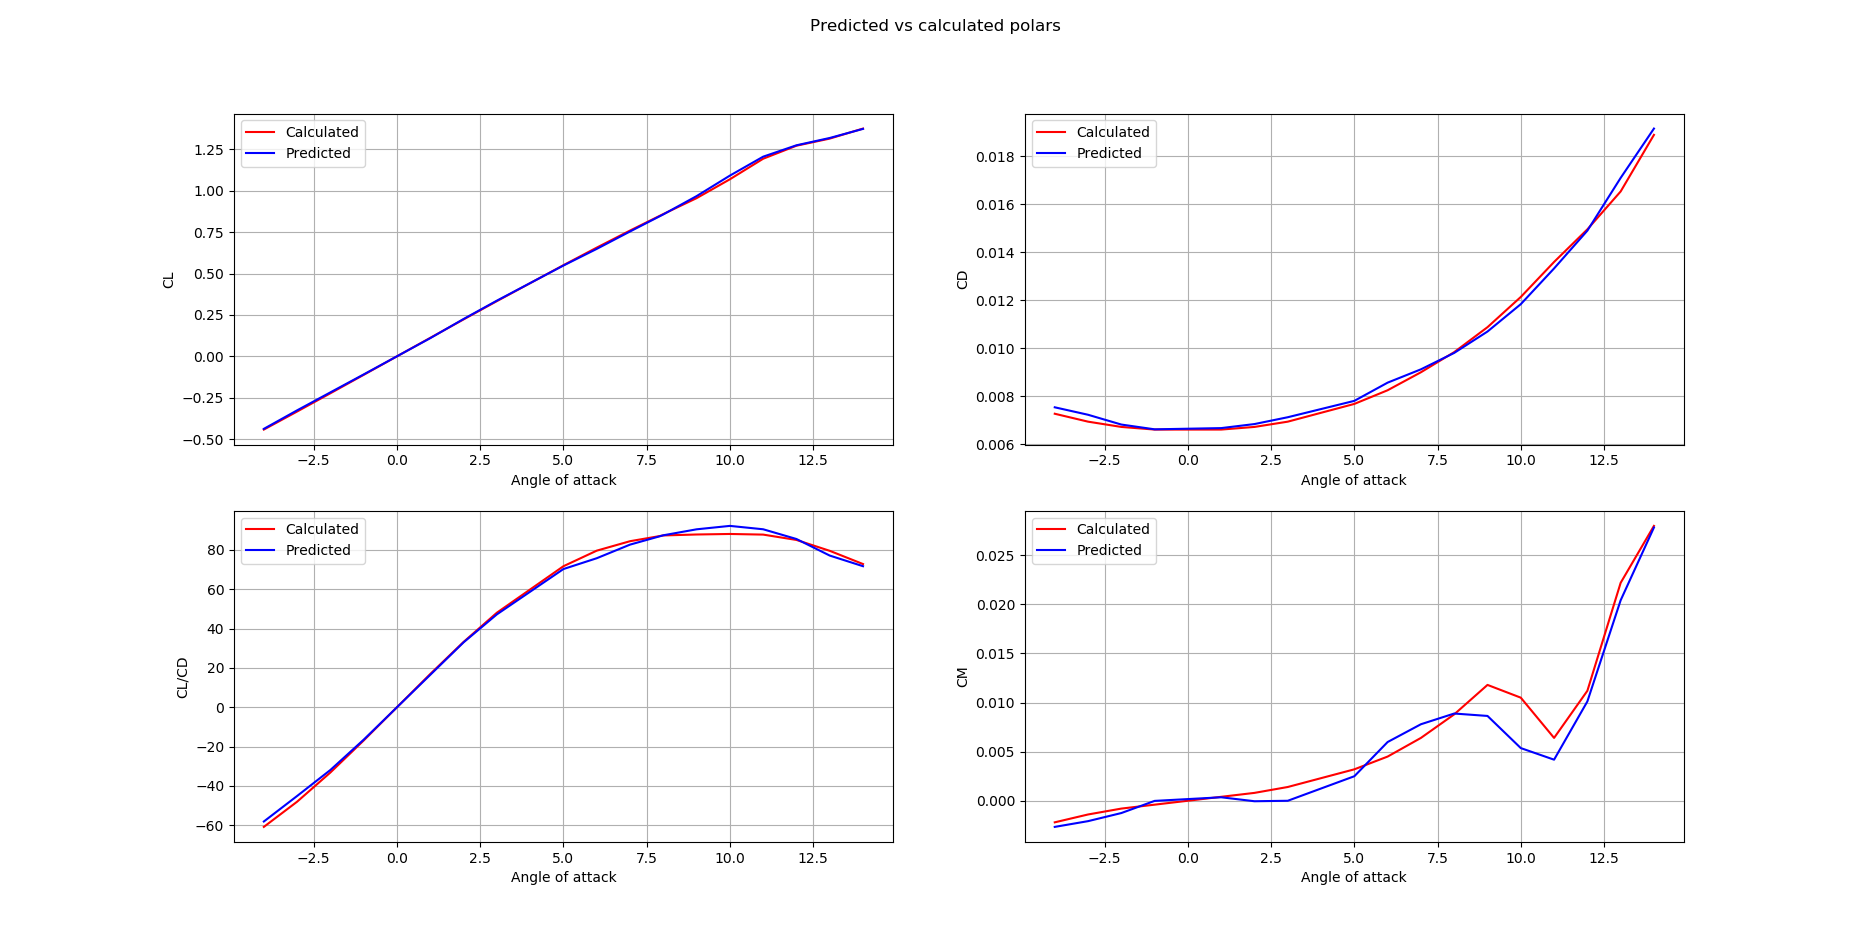 Predicted vs calculated polars
Calculated
Predicted
1.25
1.00
0.75
0.50
0.25
0.00
−0.25
−0.50
CL
−2.5 0.0 2.5 5.0 7.5 10.0 12.5
Angle of attack
Calculated
Predicted
0.018
0.016
0.014
0.012
0.010
0.008
0.006
CD
−2.5 0.0 2.5 5.0 7.5 10.0 12.5
Angle of attack
Calculated
Predicted
80
60
40
20
0
−20
−40
−60
CL/CD
−2.5 0.0 2.5 5.0 7.5 10.0 12.5
Angle of attack
Calculated
Predicted
0.025
0.020
0.015
0.010
0.005
0.000
CM
−2.5 0.0 2.5 5.0 7.5 10.0 12.5
Angle of attack